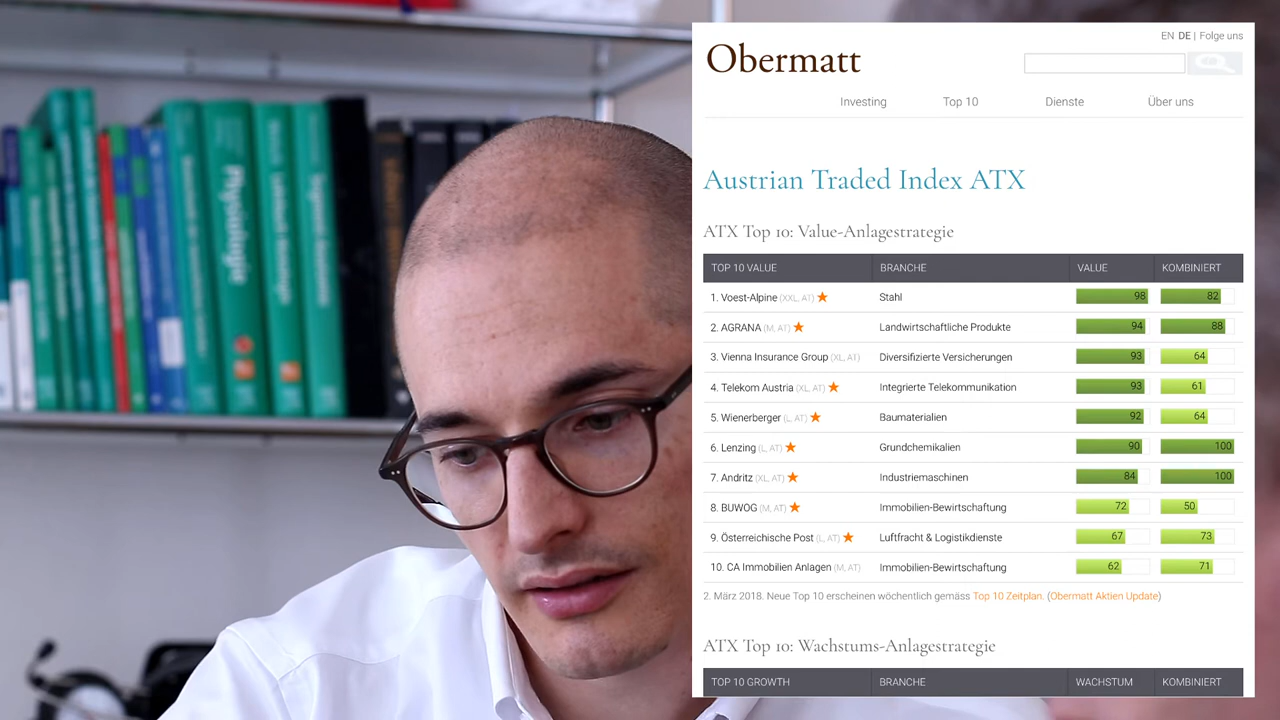 Physiologie
EN DE | Folge uns
Obermatt
Investing Top 10 Dienste Über uns
Austrian Traded Index ATX
ATX Top 10: Value-Anlagestrategie
TOP 10 VALUE BRANCHE VALUE KOMBINIERT
1. Voest-Alpine (XXL, AT) ★ Stahl 98 82
2. AGRANA (M, AT) ★ Landwirtschaftliche Produkte 94 88
3. Vienna Insurance Group (XL, AT) Diversifizierte Versicherungen 93 64
4. Telekom Austria (XL, AT) ★ Integrierte Telekommunikation 93 61
5. Wienerberger (L, AT) ★ Baumaterialien 92 64
6. Lenzing (L, AT) ★ Grundchemikalien 90 100
7. Andritz (XL, AT) ★ Industriemaschinen 84 100
8. BUWOG (M, AT) ★ Immobilien-Bewirtschaftung 72 50
9. Österreichische Post (L, AT) ★ Luftfracht & Logistikdienste 67 73
10. CA Immobilien Anlagen (M, AT) Immobilien-Bewirtschaftung 62 71
2. März 2018. Neue Top 10 erscheinen wöchentlich gemäss Top 10 Zeitplan. (Obermatt Aktien Update)
ATX Top 10: Wachstums-Anlagestrategie
TOP 10 GROWTH BRANCHE WACHSTUM KOMBINIERT